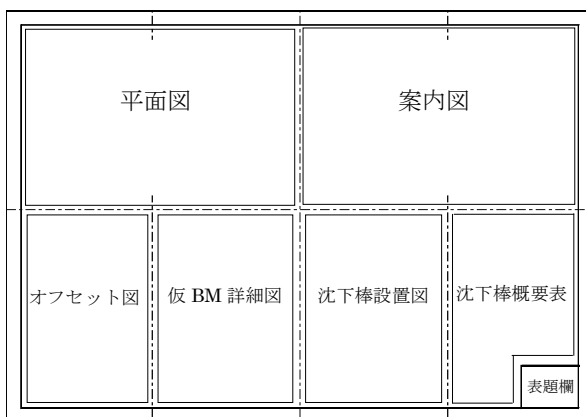 平面図
案内図
オフセット図
仮 BM 詳細図
沈下棒設置図
沈下棒概要表
表題欄